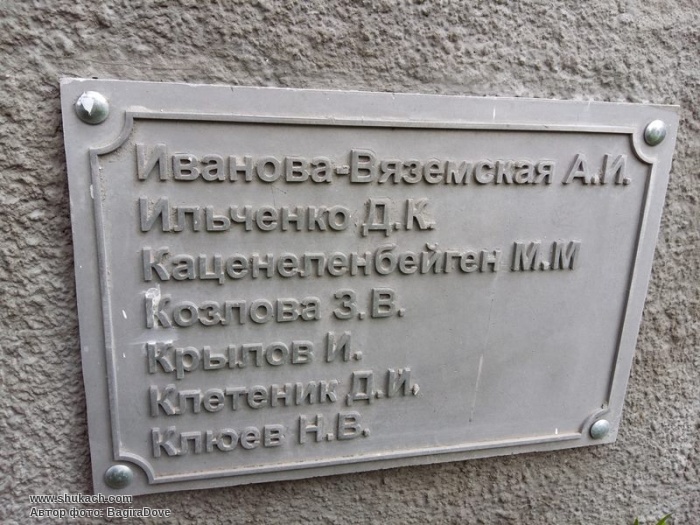 Иванова-Вяземская А.И.
Ильченко Д.К.
Каценеленбейген М.М
Козлова З.В.
Крылов И.
Клетеник Д.И.
Клюев Н.В.
www.shukach.com
Автор фото: BagiraDove